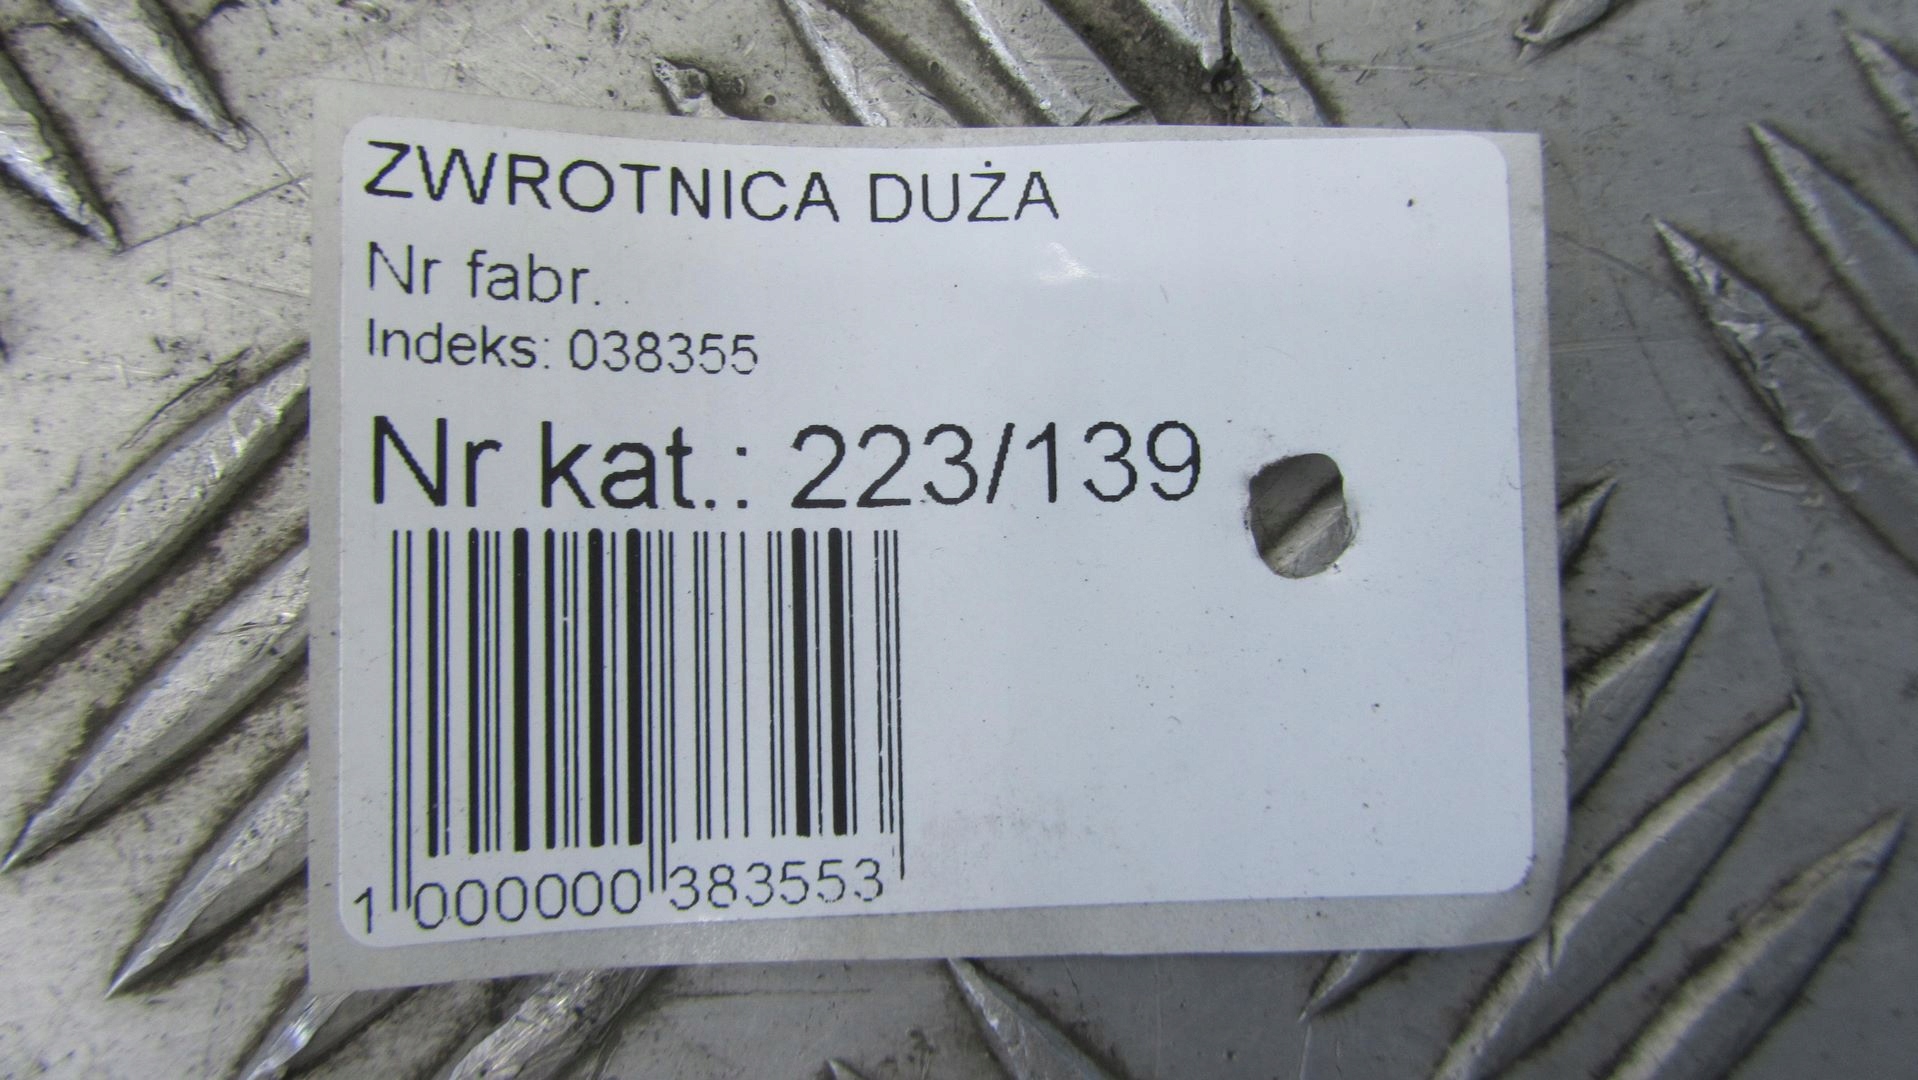 ZWROTNICA DUŻA
Nr fabr.
Indeks: 038355
Nr kat.: 223/139
1 000000 383553